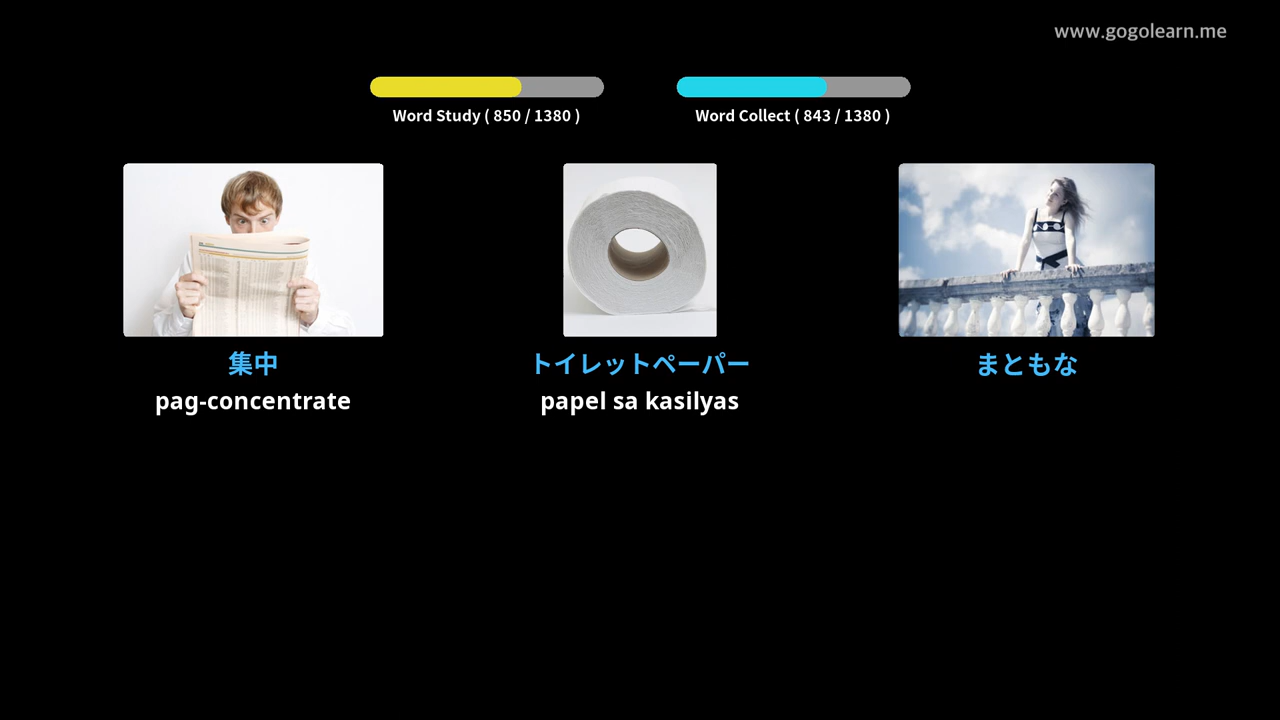 www.gogolearn.me
Word Study ( 850 / 1380 )
Word Collect ( 843 / 1380 )
集中
トイレットペーパー
まともな
pag-concentrate
papel sa kasilyas